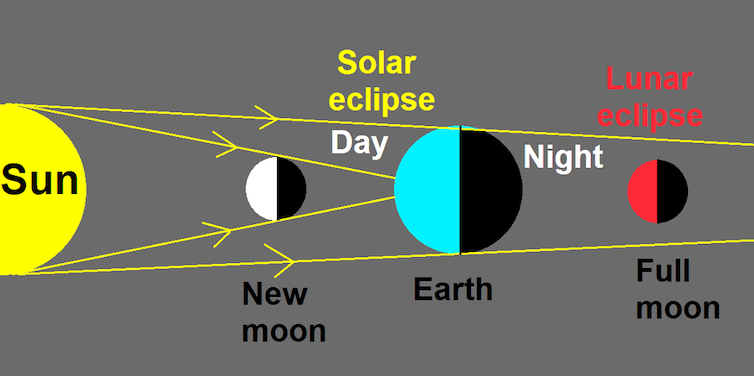 Solar
eclipse
Lunar
eclipse
Day
Night
Sun
New
moon
Earth
Full
moon